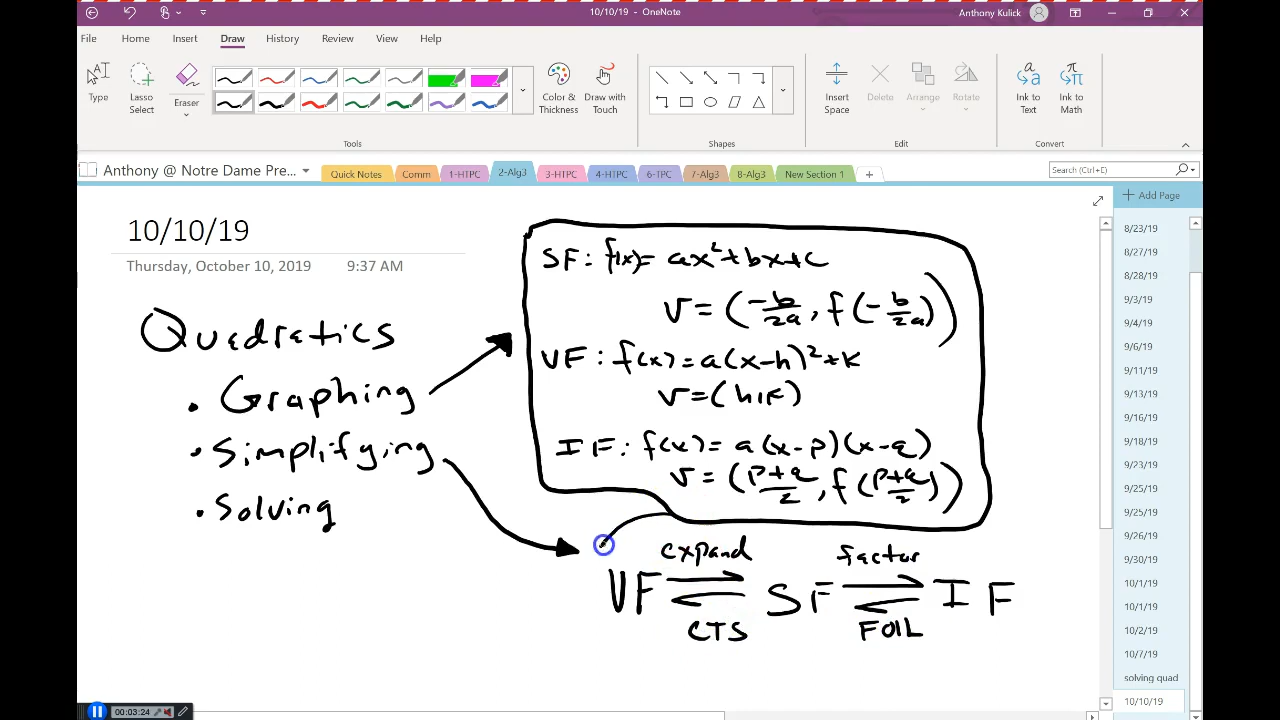 10/10/19 - OneNote
Anthony Kulick
File Home Insert Draw History Review View Help
Type
Lasso Select
Eraser
Color & Thickness
Draw with Touch
Insert Space
Delete
Arrange
Rotate
Ink to Text
Ink to Math
Tools
Shapes
Edit
Convert
Anthony @ Notre Dame Pre...
Quick Notes Comm 1-HTPC 2-Alg3 3-HTPC 4-HTPC 6-TPC 7-Alg3 8-Alg3 New Section 1
Search (Ctrl+E)
Add Page
10/10/19
Thursday, October 10, 2019 9:37 AM
Quadratics
• Graphing
• Simplifying
• Solving
SF: f(x)= ax²+bx+c
V = (-b/2a, f(-b/2a))
VF: f(x)=a(x-h)²+k
V=(h,k)
IF: f(x)= a(x-p)(x-q)
V = (p+q/2, f(p+q/2))
expand factor
VF ⇌ SF ⇌ IF
CTS FOIL
8/23/19
8/27/19
8/28/19
9/3/19
9/4/19
9/6/19
9/11/19
9/13/19
9/16/19
9/18/19
9/23/19
9/25/19
9/25/19
9/26/19
9/30/19
10/1/19
10/1/19
10/2/19
10/7/19
solving quad
10/10/19
00:03:24